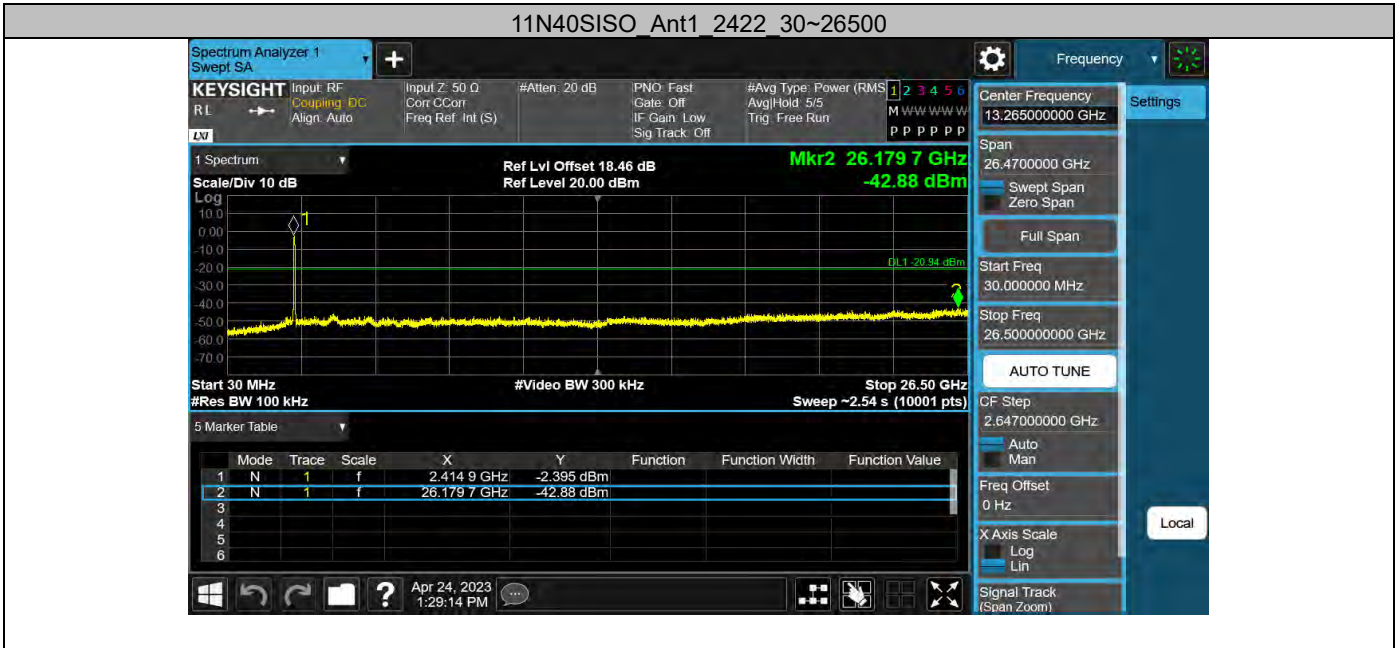 11N40SISO_Ant1_2422_30~26500
Spectrum Analyzer 1
Swept SA
+
Frequency
KEYSIGHT
RL
LXI
Input: RF
Coupling: DC
Align: Auto
Input Z: 50 Ω
Corr CCorr
Freq Ref: Int (S)
#Atten: 20 dB
PNO: Fast
Gate: Off
IF Gain: Low
Sig Track: Off
#Avg Type: Power (RMS
Avg|Hold: 5/5
Trig: Free Run
1 2 3 4 5 6
M W W W W W
P P P P P P
1 Spectrum
Scale/Div 10 dB
Ref Lvl Offset 18.46 dB
Ref Level 20.00 dBm
Mkr2 26.179 7 GHz
-42.88 dBm
Log
10.0
0.00
-10.0
-20.0
-30.0
-40.0
-50.0
-60.0
-70.0
1
DL1 -20.94 dBm
2
Start 30 MHz
#Res BW 100 kHz
#Video BW 300 kHz
Stop 26.50 GHz
Sweep ~2.54 s (10001 pts)
5 Marker Table
Mode Trace Scale X Y Function Function Width Function Value
1 N 1 f 2.414 9 GHz -2.395 dBm
2 N 1 f 26.179 7 GHz -42.88 dBm
3
4
5
6
?
Apr 24, 2023
1:29:14 PM
Center Frequency
13.265000000 GHz
Span
26.4700000 GHz
Swept Span
Zero Span
Full Span
Start Freq
30.000000 MHz
Stop Freq
26.500000000 GHz
AUTO TUNE
CF Step
2.647000000 GHz
Auto
Man
Freq Offset
0 Hz
X Axis Scale
Log
Lin
Signal Track
(Span Zoom)
Settings
Local